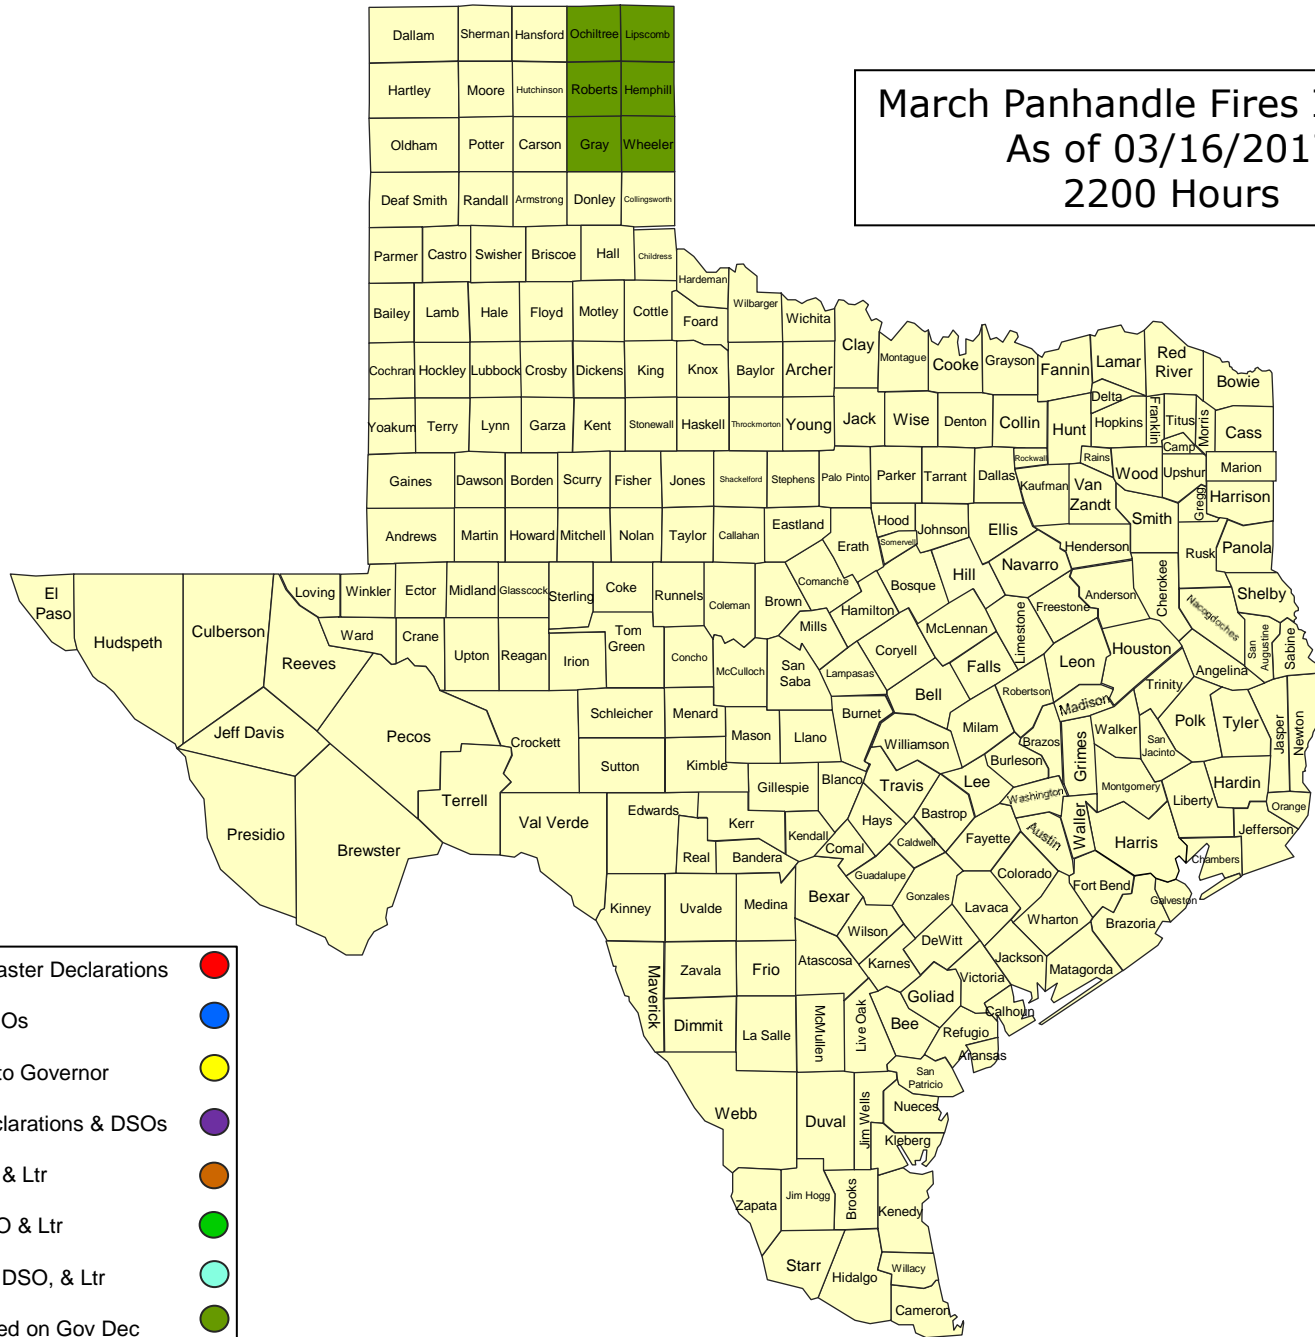 Dallam Sherman Hansford Ochiltree Lipscomb
Hartley Moore Hutchinson Roberts Hemphill
Oldham Potter Carson Gray Wheeler
Deaf Smith Randall Armstrong Donley Collingsworth
Parmer Castro Swisher Briscoe Hall Childress
Hardeman
Bailey Lamb Hale Floyd Motley Cottle Foard Wilbarger Wichita
Cochran Hockley Lubbock Crosby Dickens King Knox Baylor Archer Clay Montague Cooke Grayson Fannin Lamar Red River Bowie
Delta
Yoakum Terry Lynn Garza Kent Stonewall Haskell Throckmorton Young Jack Wise Denton Collin Hunt Hopkins Franklin Titus Morris Cass
Camp
Gaines Dawson Borden Scurry Fisher Jones Shackelford Stephens Palo Pinto Parker Tarrant Dallas Rockwall Kaufman Rains Van Zandt Wood Upshur Gregg Marion
Harrison
Andrews Martin Howard Mitchell Nolan Taylor Callahan Eastland Erath Hood Somervell Johnson Ellis Henderson Smith Rusk Panola
El Paso Hudspeth Culberson Loving Winkler Ector Midland Glasscock Sterling Coke Runnels Coleman Brown Comanche Hamilton Bosque Hill Navarro Freestone Anderson Cherokee Nacogdoches Shelby
Reeves Ward Crane Upton Reagan Irion Tom Green Concho McCulloch San Saba Mills Lampasas Coryell McLennan Limestone Falls Leon Houston Angelina San Augustine Sabine
Jeff Davis Pecos Crockett Schleicher Menard Mason Llano Burnet Bell Milam Robertson Madison Trinity Walker San Jacinto Polk Tyler Jasper Newton
Presidio Brewster Terrell Val Verde Sutton Kimble Gillespie Blanco Williamson Travis Lee Burleson Brazos Grimes Washington Montgomery Liberty Hardin Orange
Edwards Kerr Real Bandera Kendall Comal Hays Caldwell Bastrop Fayette Austin Waller Harris Chambers Jefferson
Kinney Uvalde Medina Bexar Guadalupe Gonzales Lavaca Colorado Wharton Fort Bend Brazoria Galveston
Maverick Zavala Frio Atascosa Wilson Karnes DeWitt Victoria Jackson Matagorda
Dimmit La Salle McMullen Live Oak Bee Goliad Refugio Calhoun
Aransas
San Patricio
Webb Duval Jim Wells Nueces
Kleberg
Zapata Jim Hogg Brooks Kenedy
Starr Hidalgo Willacy
Cameron
March Panhandle Fires
As of 03/16/201
2200 Hours
aster Declarations
Os
to Governor
clarations & DSOs
& Ltr
O & Ltr
DSO, & Ltr
ed on Gov Dec